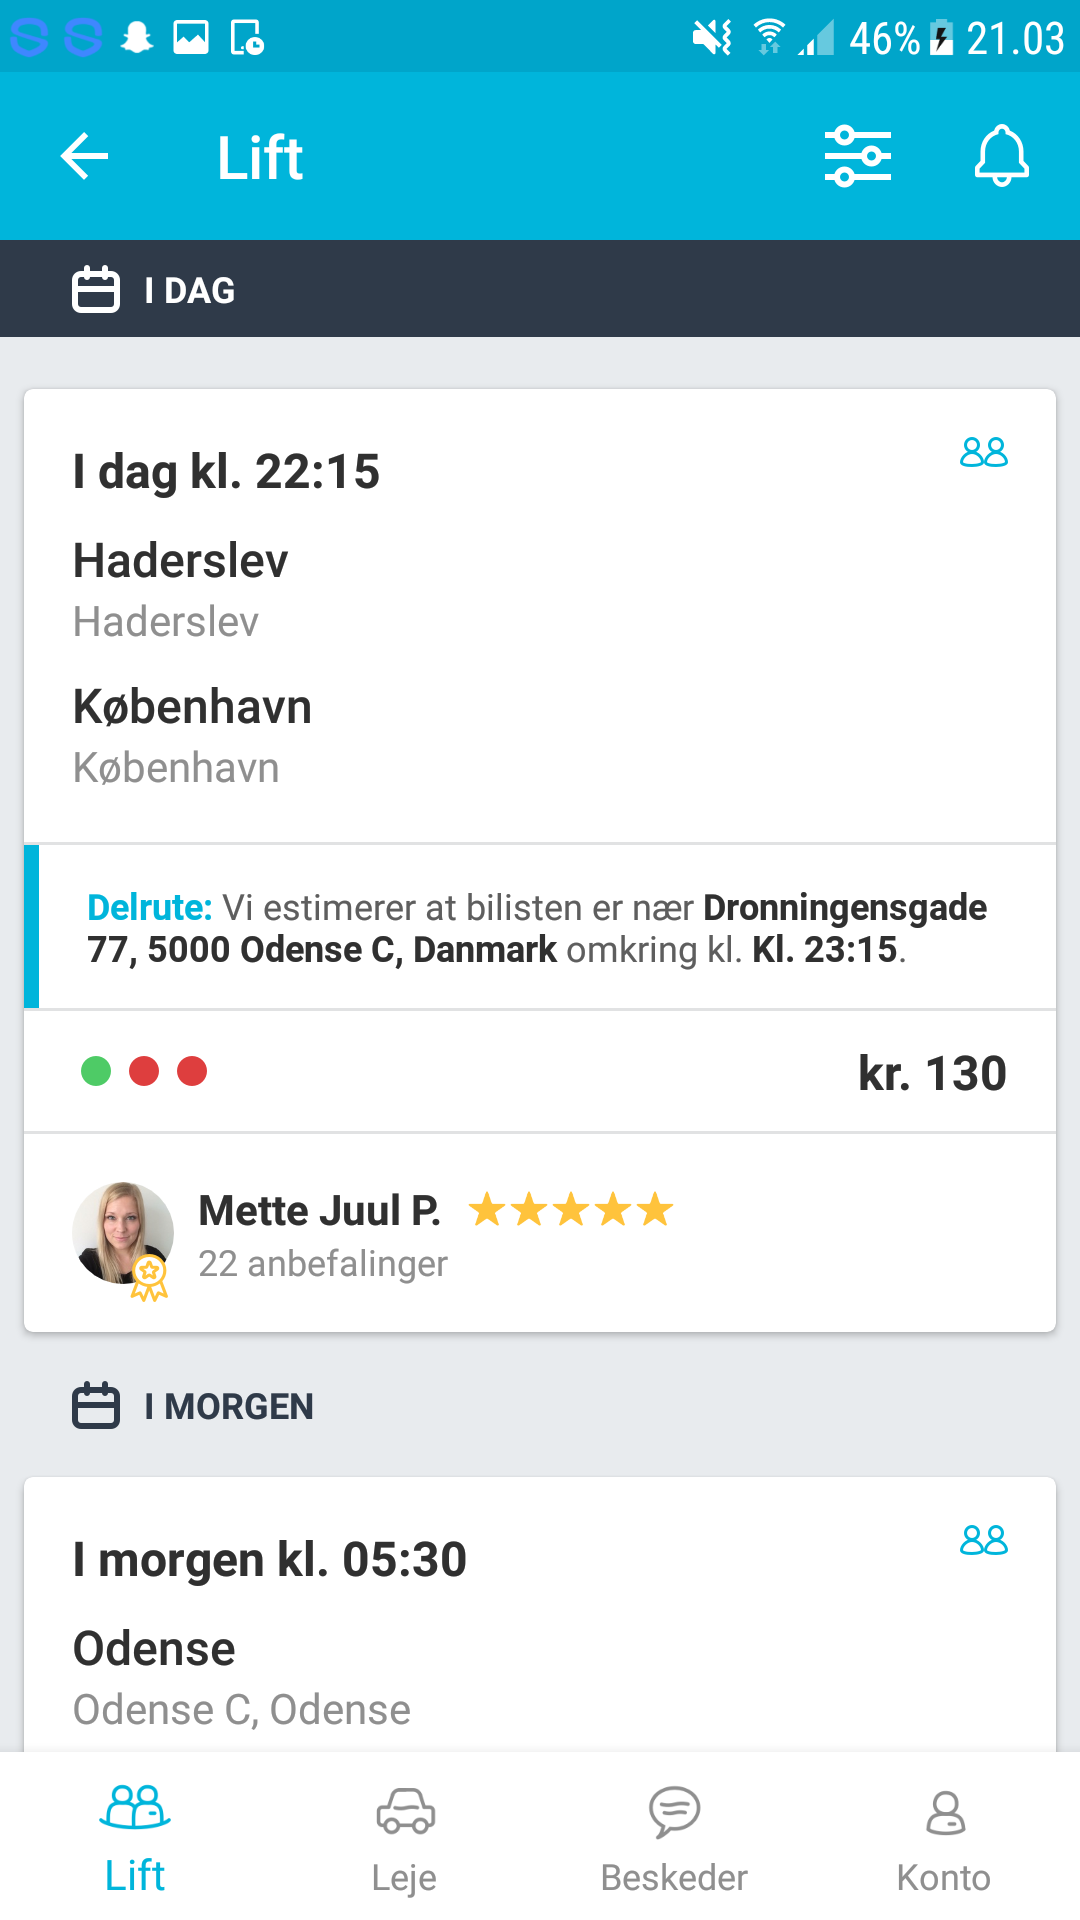 46% 21.03
Lift
I DAG
I dag kl. 22:15
Haderslev
Haderslev
København
København
Delrute: Vi estimerer at bilisten er nær Dronningensgade
77, 5000 Odense C, Danmark omkring kl. Kl. 23:15.
kr. 130
Mette Juul P.
22 anbefalinger
I MORGEN
I morgen kl. 05:30
Odense
Odense C, Odense
Lift
Leje
Beskeder
Konto